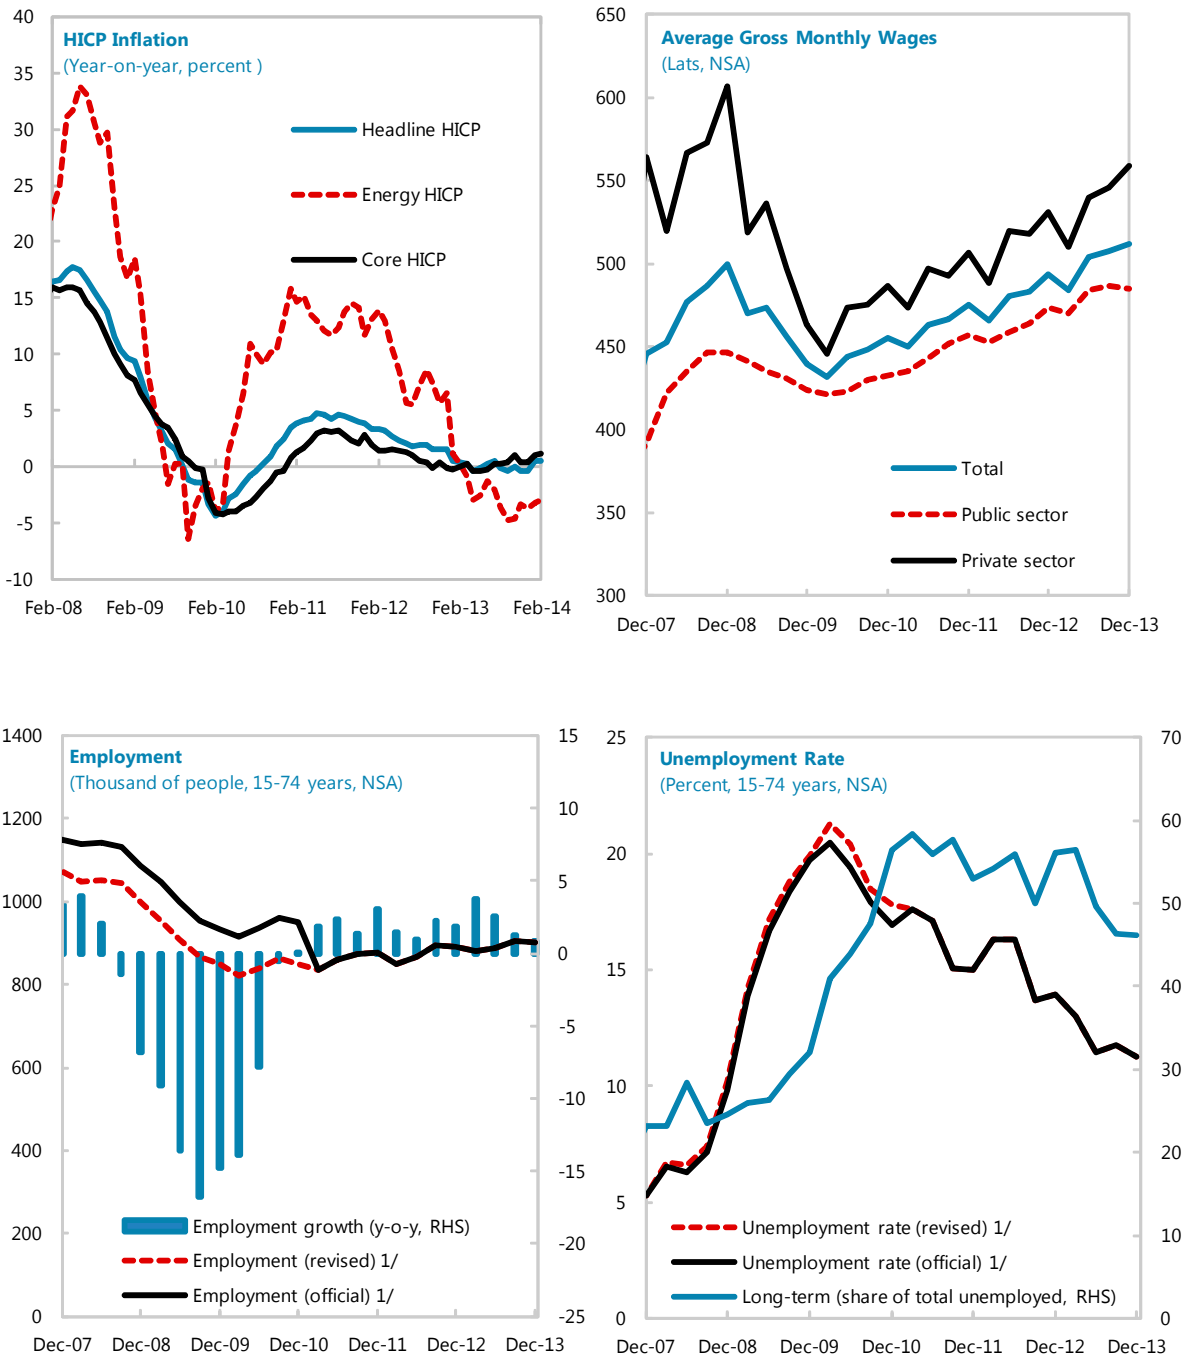 HICP Inflation
(Year-on-year, percent )
40
35
30
25
20
15
10
5
0
-5
-10
Headline HICP
Energy HICP
Core HICP
Feb-08 Feb-09 Feb-10 Feb-11 Feb-12 Feb-13 Feb-14
Average Gross Monthly Wages
(Lats, NSA)
650
600
550
500
450
400
350
300
Total
Public sector
Private sector
Dec-07 Dec-08 Dec-09 Dec-10 Dec-11 Dec-12 Dec-13
Employment
(Thousand of people, 15-74 years, NSA)
1400
1200
1000
800
600
400
200
0
15
10
5
0
-5
-10
-15
-20
-25
Employment growth (y-o-y, RHS)
Employment (revised) 1/
Employment (official) 1/
Dec-07 Dec-08 Dec-09 Dec-10 Dec-11 Dec-12 Dec-13
Unemployment Rate
(Percent, 15-74 years, NSA)
25
20
15
10
5
0
70
60
50
40
30
20
10
0
Unemployment rate (revised) 1/
Unemployment rate (official) 1/
Long-term (share of total unemployed, RHS)
Dec-07 Dec-08 Dec-09 Dec-10 Dec-11 Dec-12 Dec-13